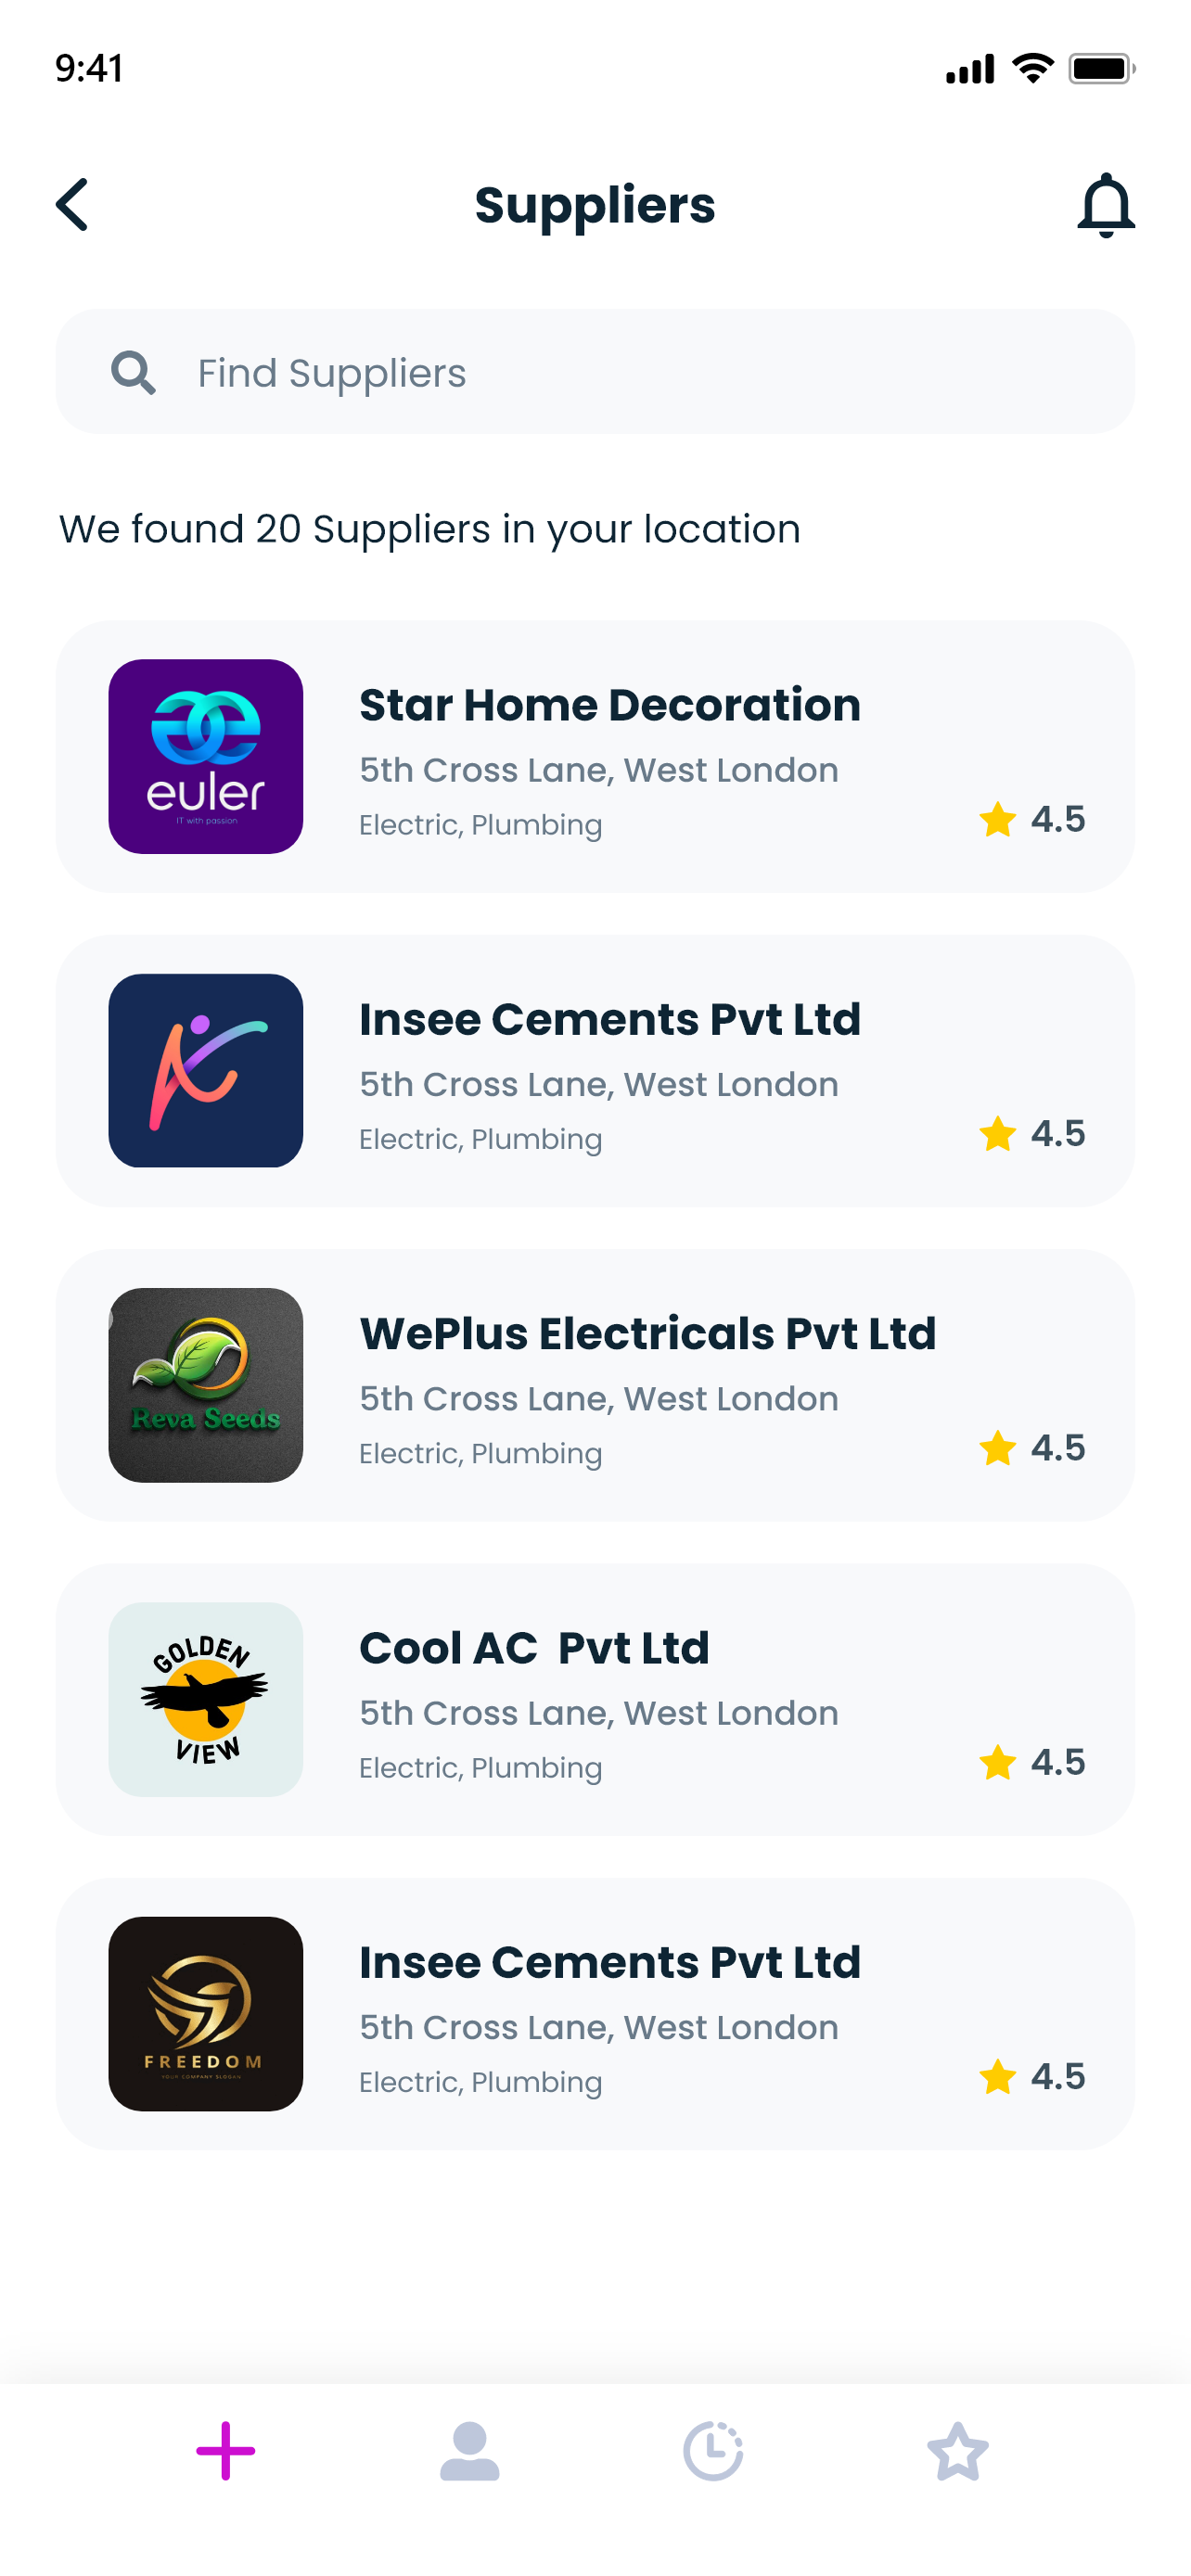 9:41
Suppliers
Find Suppliers
We found 20 Suppliers in your location
euler
IT with passion
Star Home Decoration
5th Cross Lane, West London
Electric, Plumbing
4.5
Insee Cements Pvt Ltd
5th Cross Lane, West London
Electric, Plumbing
4.5
Reva Seeds
WePlus Electricals Pvt Ltd
5th Cross Lane, West London
Electric, Plumbing
4.5
GOLDEN
VIEW
Cool AC  Pvt Ltd
5th Cross Lane, West London
Electric, Plumbing
4.5
FREEDOM
YOUR COMPANY SLOGAN
Insee Cements Pvt Ltd
5th Cross Lane, West London
Electric, Plumbing
4.5